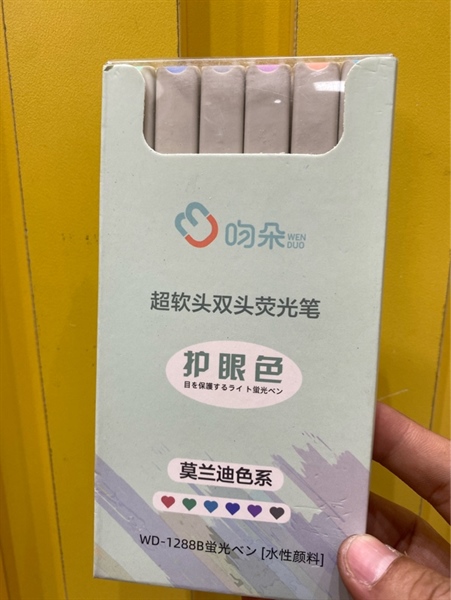 吻朵
WEN
DUO
超软头双头荧光笔
护眼色
目を保護するライト蛍光ペン
莫兰迪色系
WD-1288B蛍光ペン [水性颜料]